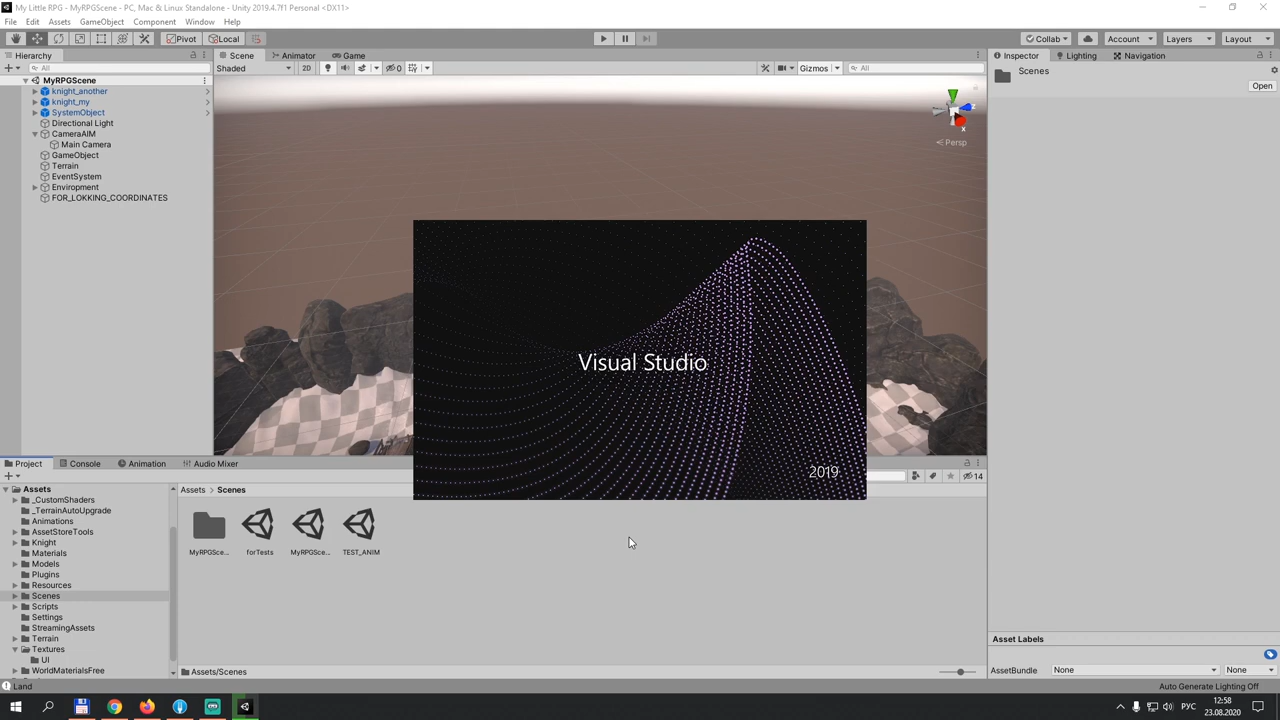 My Little RPG - MyRPGScene - PC, Mac & Linux Standalone - Unity 2019.4.7f1 Personal <DX11>
File Edit Assets GameObject Component Window Help
Pivot Local Collab Account Layers Layout
Hierarchy
All
MyRPGScene
knight_another
knight_my
SystemObject
Directional Light
CameraAIM
Main Camera
GameObject
Terrain
EventSystem
Enviropment
FOR_LOKKING_COORDINATES
Scene Animator Game
Shaded 2D 0 Gizmos All
z
x
< Persp
Visual Studio
2019
Inspector Lighting Navigation
Scenes
Open
Project Console Animation Audio Mixer
14
Assets
_CustomShaders
_TerrainAutoUpgrade
Animations
AssetStoreTools
Knight
Materials
Models
Plugins
Resources
Scenes
Scripts
Settings
StreamingAssets
Terrain
Textures
UI
WorldMaterialsFree
Assets > Scenes
MyRPGSce... forTests MyRPGSce... TEST_ANIM
Assets/Scenes
Asset Labels
AssetBundle None None
Land
Auto Generate Lighting Off
РУС
12:58
23.08.2020